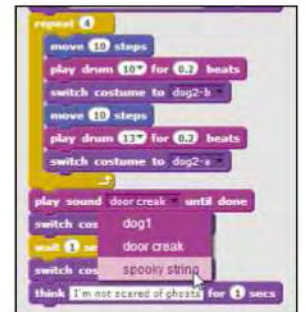 repeat 4
move 10 steps
play drum 10 for 0.2 beats
switch costume to dog2-b
move 10 steps
play drum 13 for 0.2 beats
switch costume to dog2-a
play sound door creak until done
switch cos dog1
wait 1 se door creak
switch cos spooky string
think I'm not scared of ghosts for 1 secs